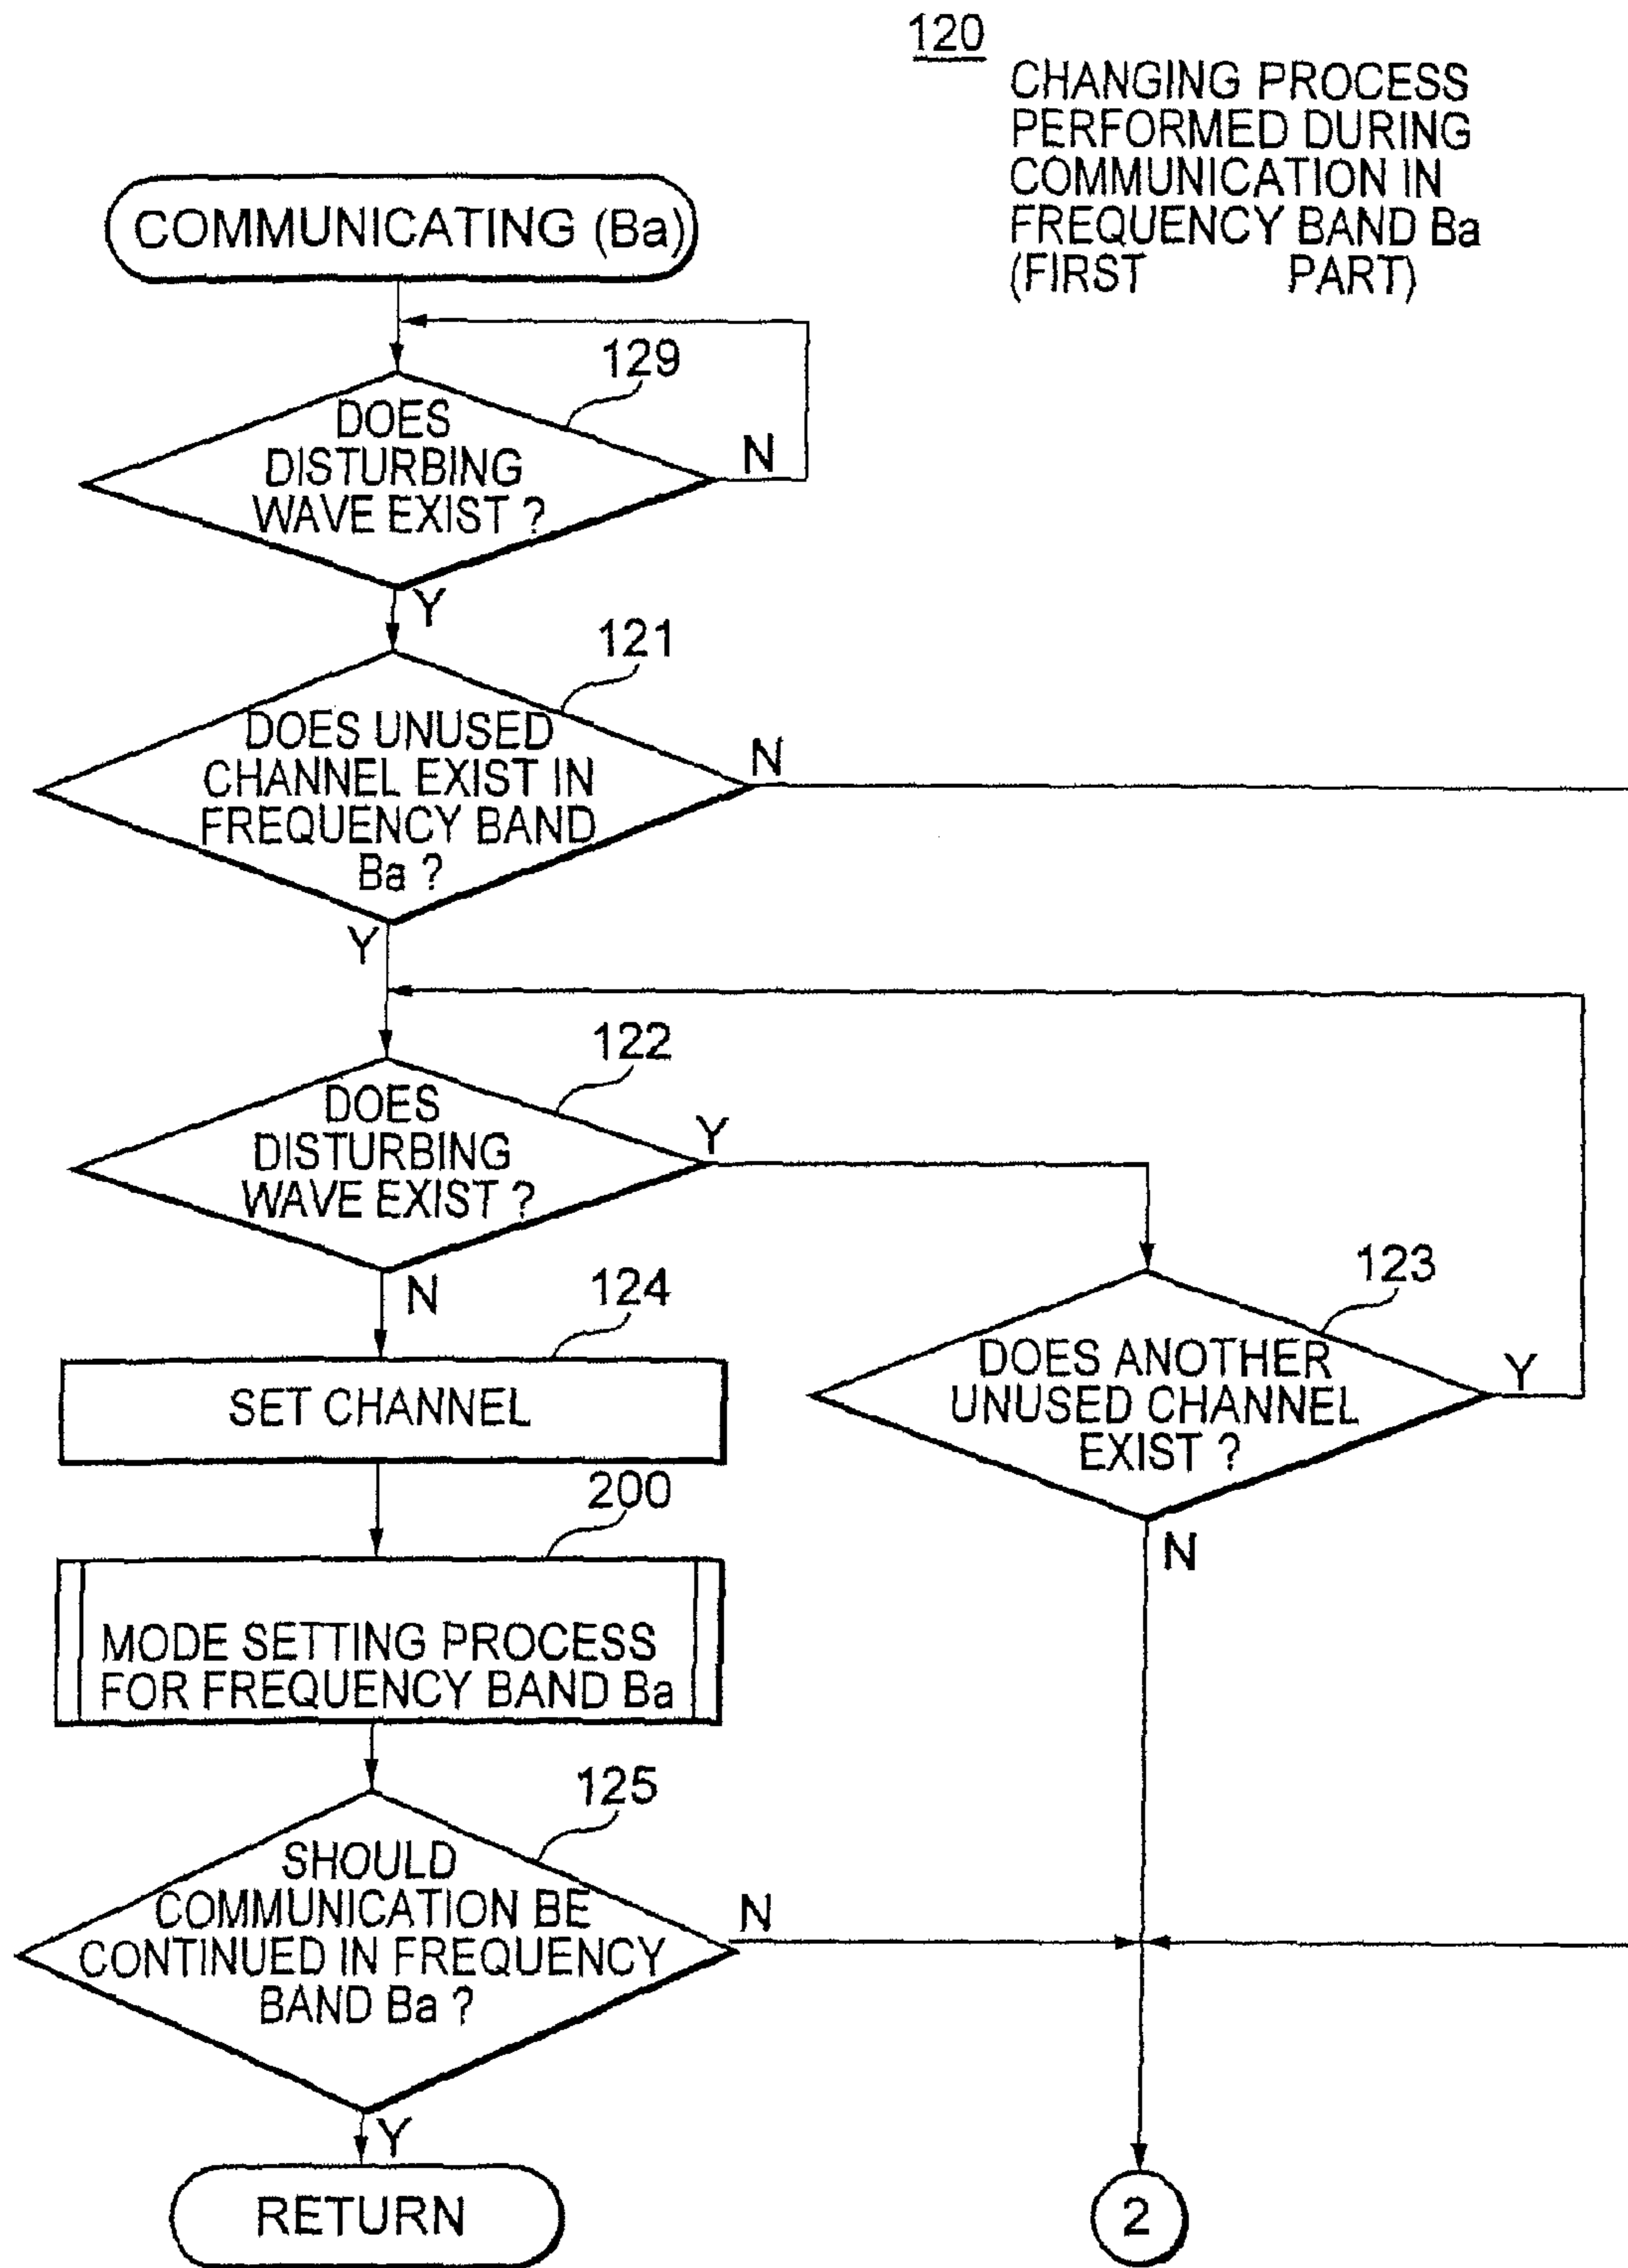 120
CHANGING PROCESS
PERFORMED DURING
COMMUNICATION IN
FREQUENCY BAND Ba
(FIRST PART)
COMMUNICATING (Ba)
129
DOES
DISTURBING
WAVE EXIST ?
N
Y
121
DOES UNUSED
CHANNEL EXIST IN
FREQUENCY BAND
Ba ?
N
Y
122
DOES
DISTURBING
WAVE EXIST ?
Y
N
123
DOES ANOTHER
UNUSED CHANNEL
EXIST ?
Y
N
124
SET CHANNEL
200
MODE SETTING PROCESS
FOR FREQUENCY BAND Ba
125
SHOULD
COMMUNICATION BE
CONTINUED IN FREQUENCY
BAND Ba ?
N
Y
RETURN
2